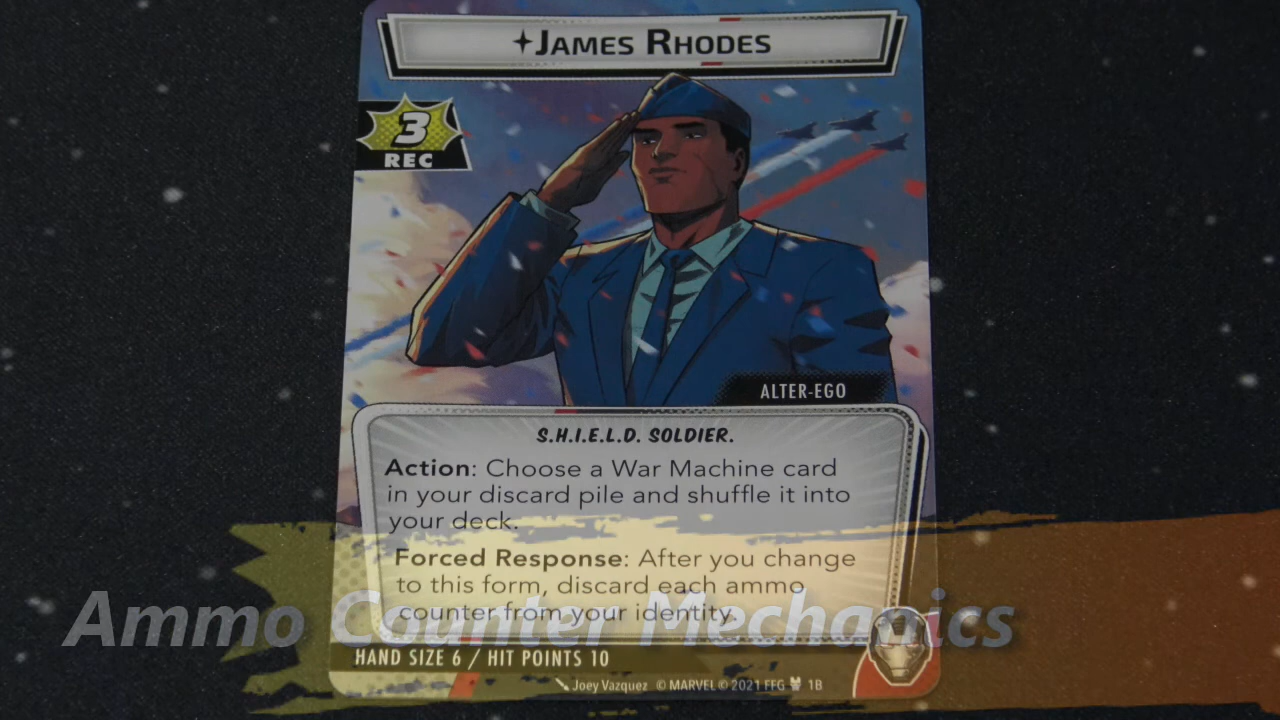 JAMES RHODES
3
REC
ALTER-EGO
S.H.I.E.L.D. SOLDIER.
Action: Choose a War Machine card
in your discard pile and shuffle it into
your deck.
Forced Response: After you change
to this form, discard each ammo
counter from your identity.
Ammo Counter Mechanics
HAND SIZE 6 / HIT POINTS 10
Joey Vazquez © MARVEL © 2021 FFG 1B